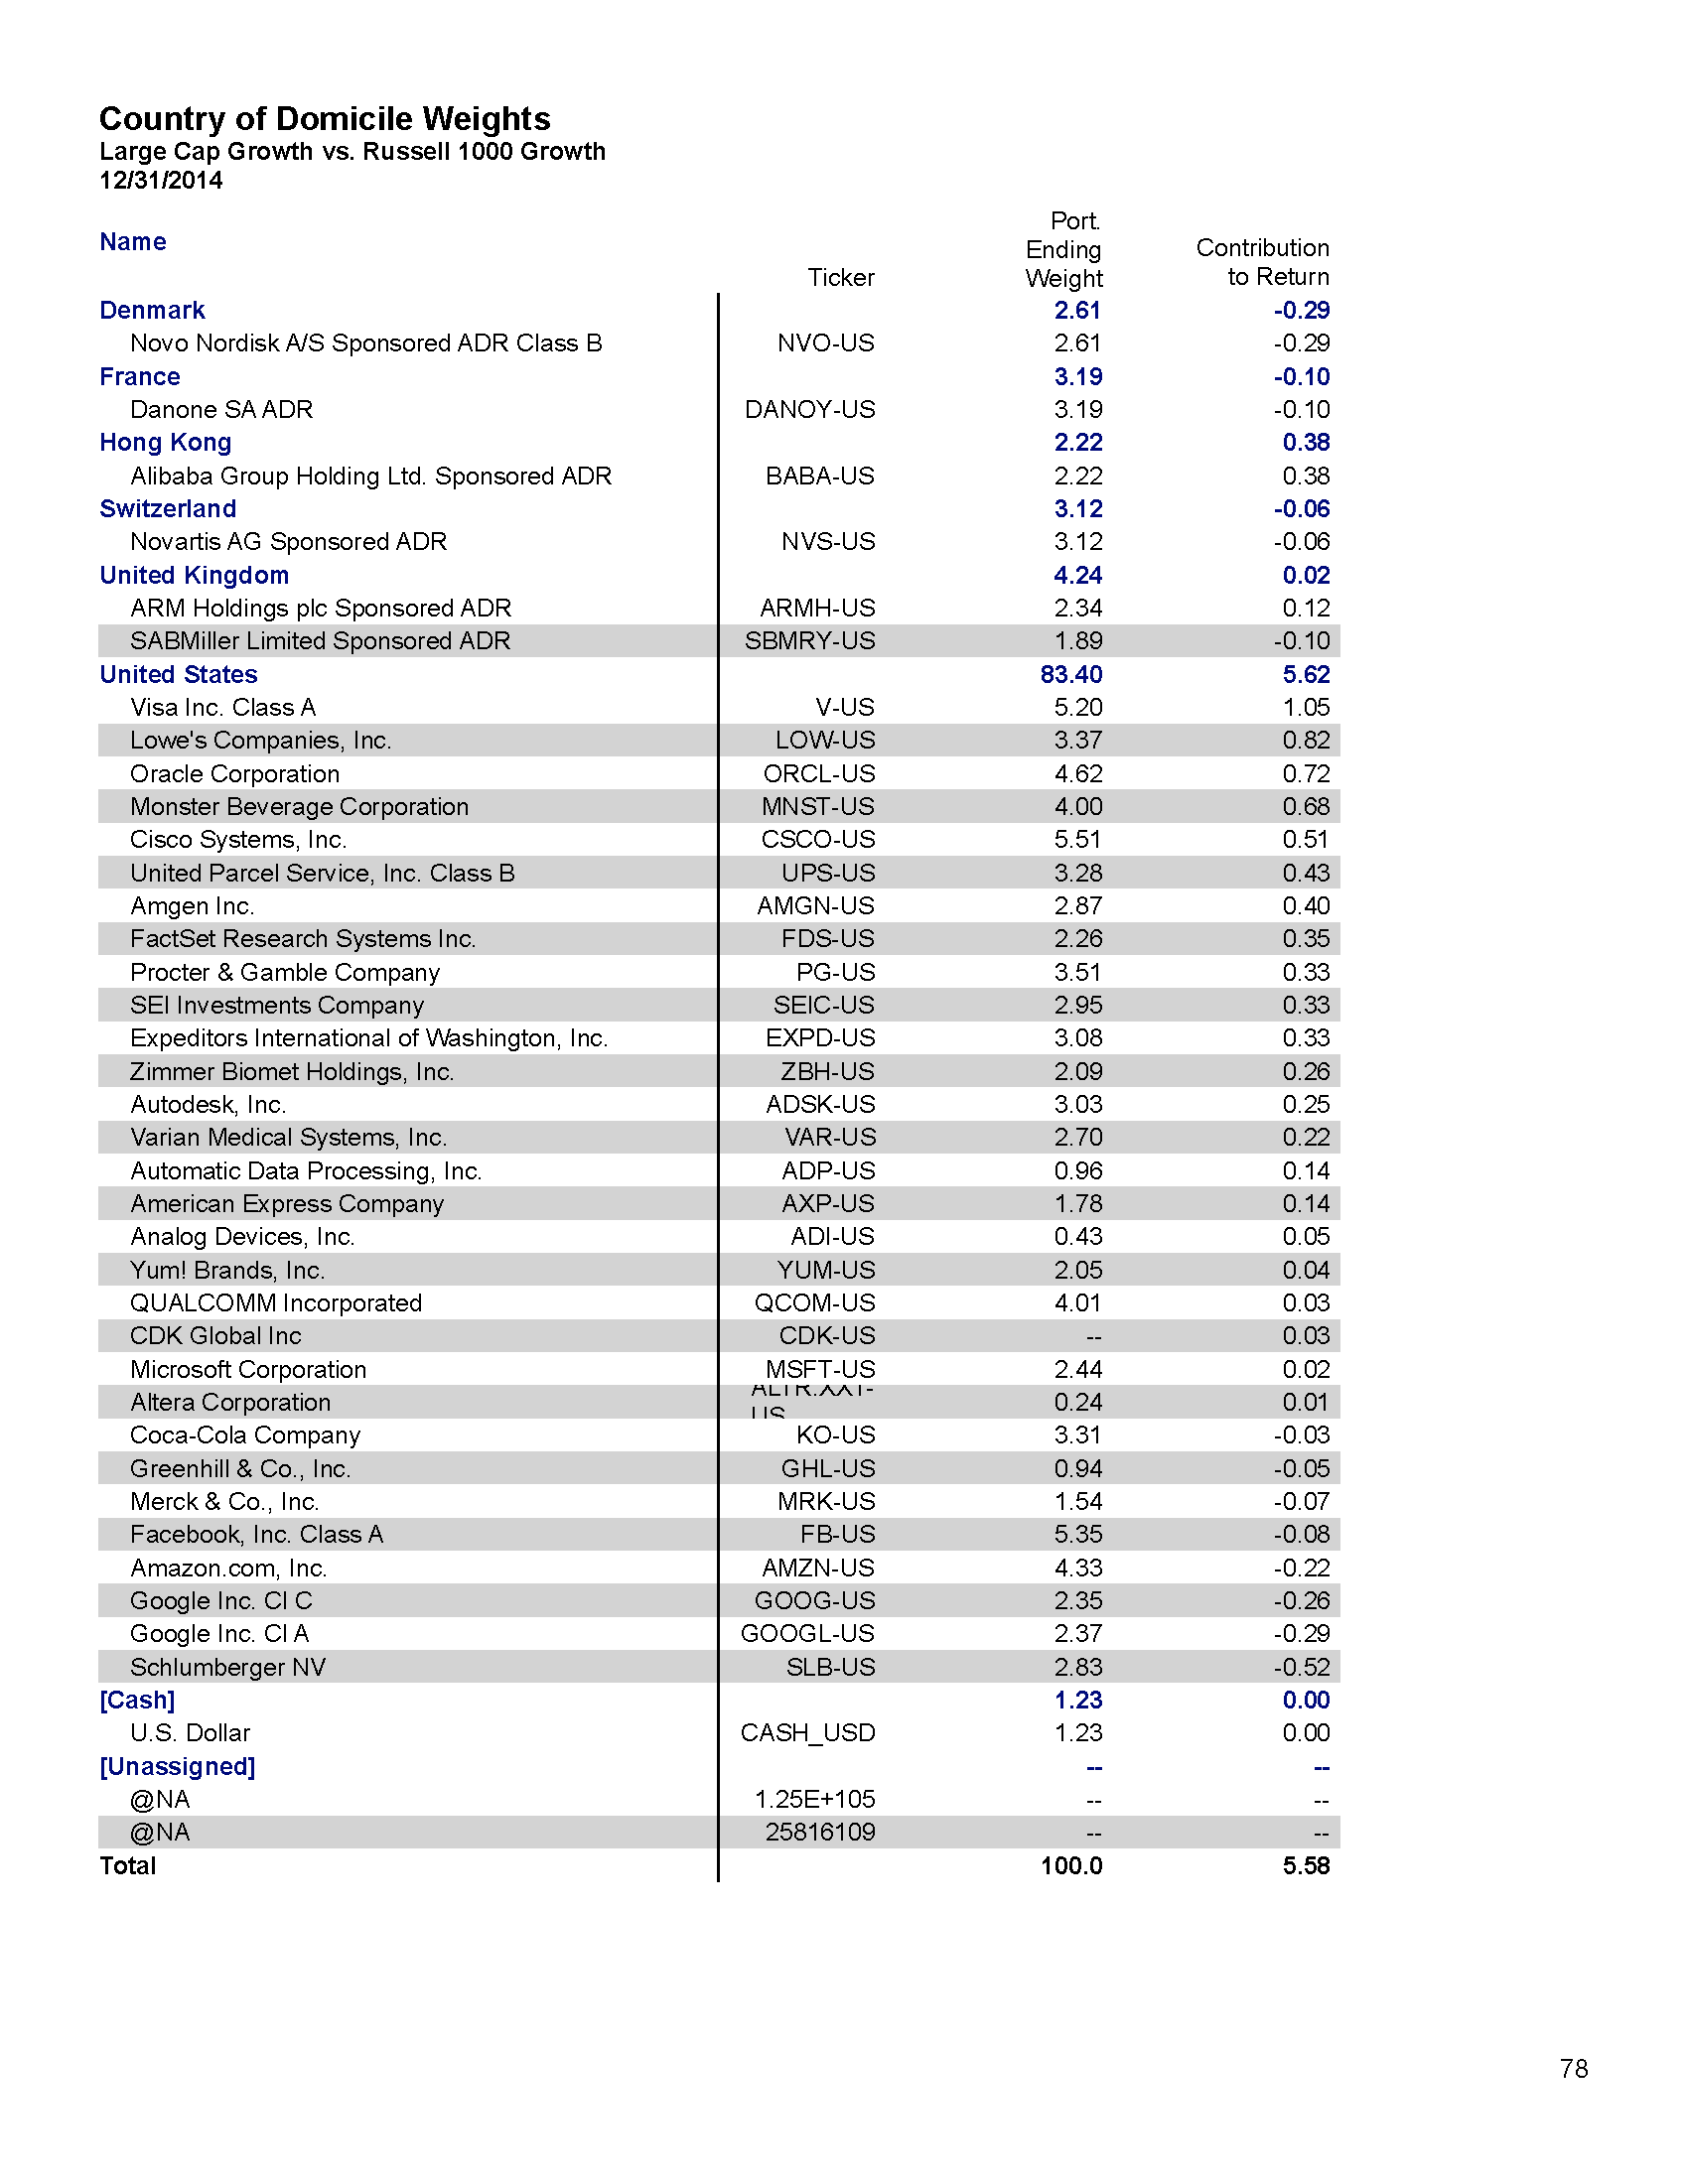 Country of Domicile Weights
Large Cap Growth vs. Russell 1000 Growth
12/31/2014
Name Ticker Port. Ending Weight Contribution to Return
Denmark 2.61 -0.29
Novo Nordisk A/S Sponsored ADR Class B NVO-US 2.61 -0.29
France 3.19 -0.10
Danone SA ADR DANOY-US 3.19 -0.10
Hong Kong 2.22 0.38
Alibaba Group Holding Ltd. Sponsored ADR BABA-US 2.22 0.38
Switzerland 3.12 -0.06
Novartis AG Sponsored ADR NVS-US 3.12 -0.06
United Kingdom 4.24 0.02
ARM Holdings plc Sponsored ADR ARMH-US 2.34 0.12
SABMiller Limited Sponsored ADR SBMRY-US 1.89 -0.10
United States 83.40 5.62
Visa Inc. Class A V-US 5.20 1.05
Lowe's Companies, Inc. LOW-US 3.37 0.82
Oracle Corporation ORCL-US 4.62 0.72
Monster Beverage Corporation MNST-US 4.00 0.68
Cisco Systems, Inc. CSCO-US 5.51 0.51
United Parcel Service, Inc. Class B UPS-US 3.28 0.43
Amgen Inc. AMGN-US 2.87 0.40
FactSet Research Systems Inc. FDS-US 2.26 0.35
Procter & Gamble Company PG-US 3.51 0.33
SEI Investments Company SEIC-US 2.95 0.33
Expeditors International of Washington, Inc. EXPD-US 3.08 0.33
Zimmer Biomet Holdings, Inc. ZBH-US 2.09 0.26
Autodesk, Inc. ADSK-US 3.03 0.25
Varian Medical Systems, Inc. VAR-US 2.70 0.22
Automatic Data Processing, Inc. ADP-US 0.96 0.14
American Express Company AXP-US 1.78 0.14
Analog Devices, Inc. ADI-US 0.43 0.05
Yum! Brands, Inc. YUM-US 2.05 0.04
QUALCOMM Incorporated QCOM-US 4.01 0.03
CDK Global Inc CDK-US -- 0.03
Microsoft Corporation MSFT-US 2.44 0.02
Altera Corporation 0.24 0.01
Coca-Cola Company KO-US 3.31 -0.03
Greenhill & Co., Inc. GHL-US 0.94 -0.05
Merck & Co., Inc. MRK-US 1.54 -0.07
Facebook, Inc. Class A FB-US 5.35 -0.08
Amazon.com, Inc. AMZN-US 4.33 -0.22
Google Inc. Cl C GOOG-US 2.35 -0.26
Google Inc. Cl A GOOGL-US 2.37 -0.29
Schlumberger NV SLB-US 2.83 -0.52
[Cash] 1.23 0.00
U.S. Dollar CASH_USD 1.23 0.00
[Unassigned] -- --
@NA 1.25E+105 -- --
@NA 25816109 -- --
Total 100.0 5.58
78